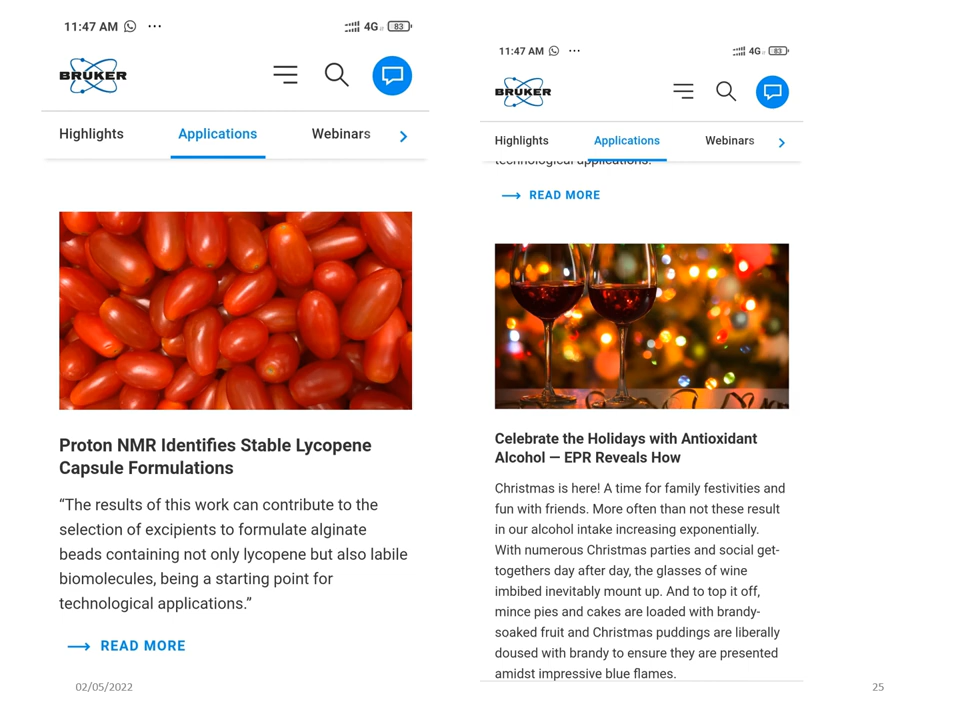 11:47 AM
4G 83
BRUKER
Highlights Applications Webinars
Proton NMR Identifies Stable Lycopene
Capsule Formulations
“The results of this work can contribute to the
selection of excipients to formulate alginate
beads containing not only lycopene but also labile
biomolecules, being a starting point for
technological applications.”
READ MORE
02/05/2022
11:47 AM
4G 83
BRUKER
Highlights Applications Webinars
technological applications.
READ MORE
Celebrate the Holidays with Antioxidant
Alcohol — EPR Reveals How
Christmas is here! A time for family festivities and
fun with friends. More often than not these result
in our alcohol intake increasing exponentially.
With numerous Christmas parties and social get-
togethers day after day, the glasses of wine
imbibed inevitably mount up. And to top it off,
mince pies and cakes are loaded with brandy-
soaked fruit and Christmas puddings are liberally
doused with brandy to ensure they are presented
amidst impressive blue flames.
25